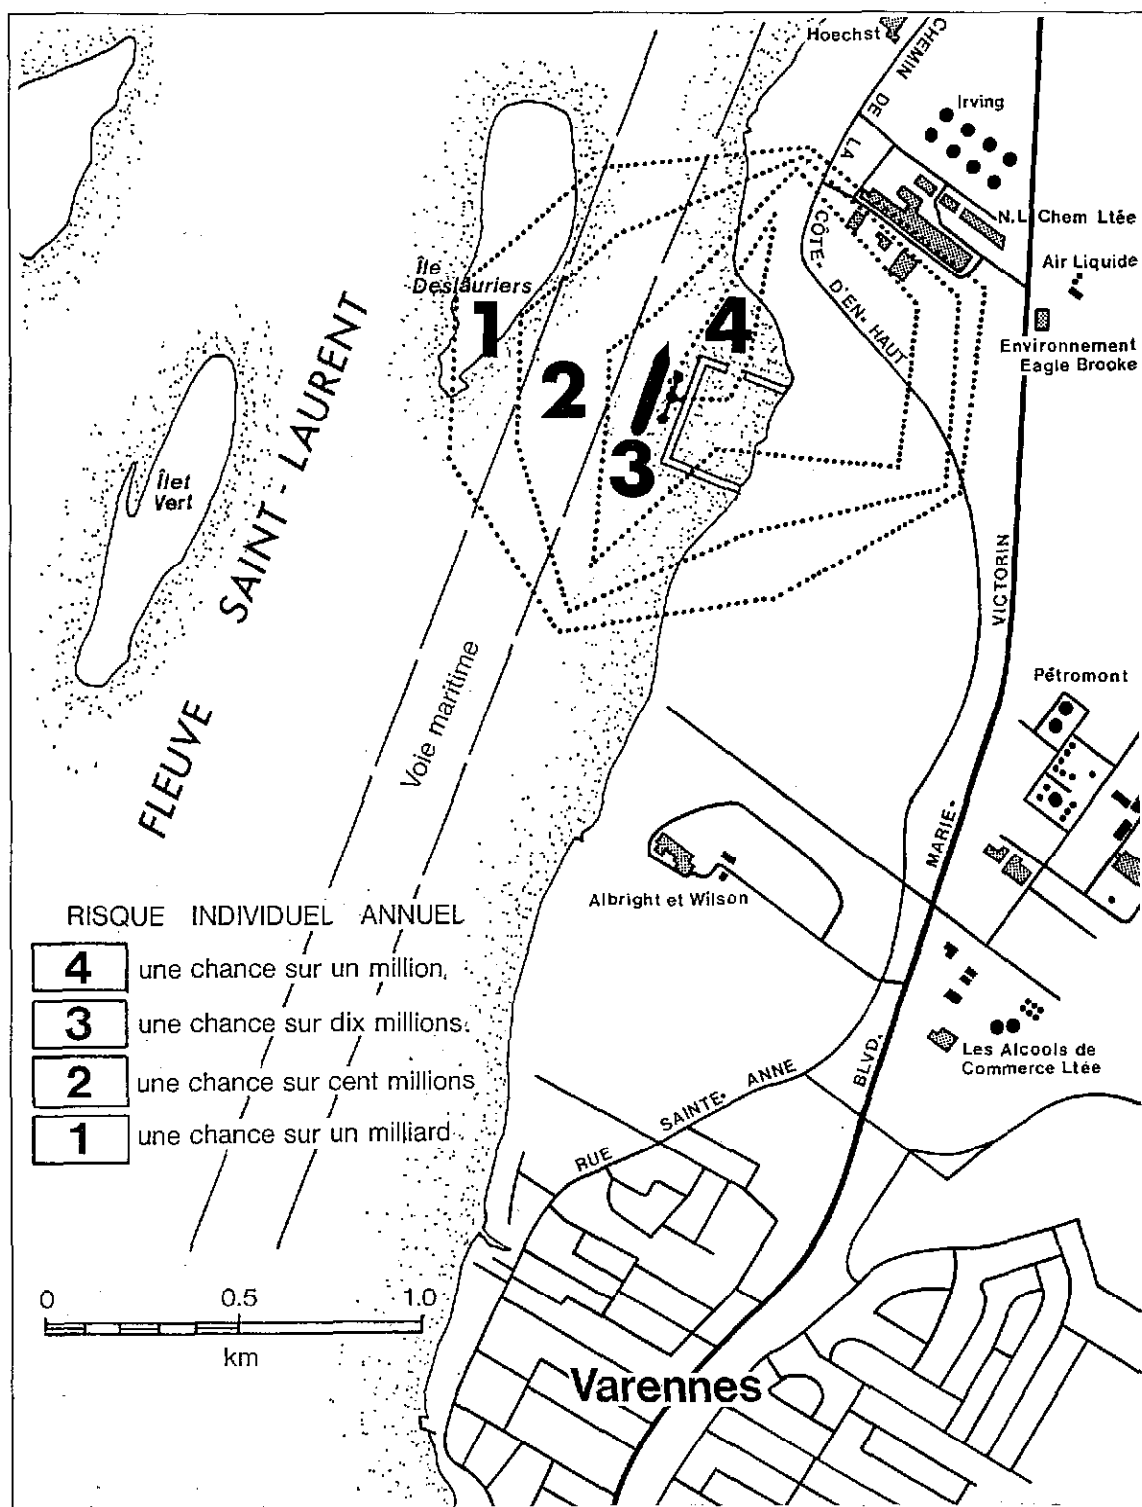 Hoechst
CHEMIN DE LA CÔTE-D'EN-HAUT
Irving
N.L. Chem Ltée
Air Liquide
Environnement
Eagle Brooke
Île
Deslauriers
1
2
3
4
Îlet
Vert
FLEUVE SAINT-LAURENT
Voie maritime
BLVD. MARIE-VICTORIN
Pétromont
Albright et Wilson
Les Alcools de
Commerce Ltée
RUE SAINTE-ANNE
RISQUE INDIVIDUEL ANNUEL
4 une chance sur un million
3 une chance sur dix millions
2 une chance sur cent millions
1 une chance sur un milliard
0 0.5 1.0
km
Varennes